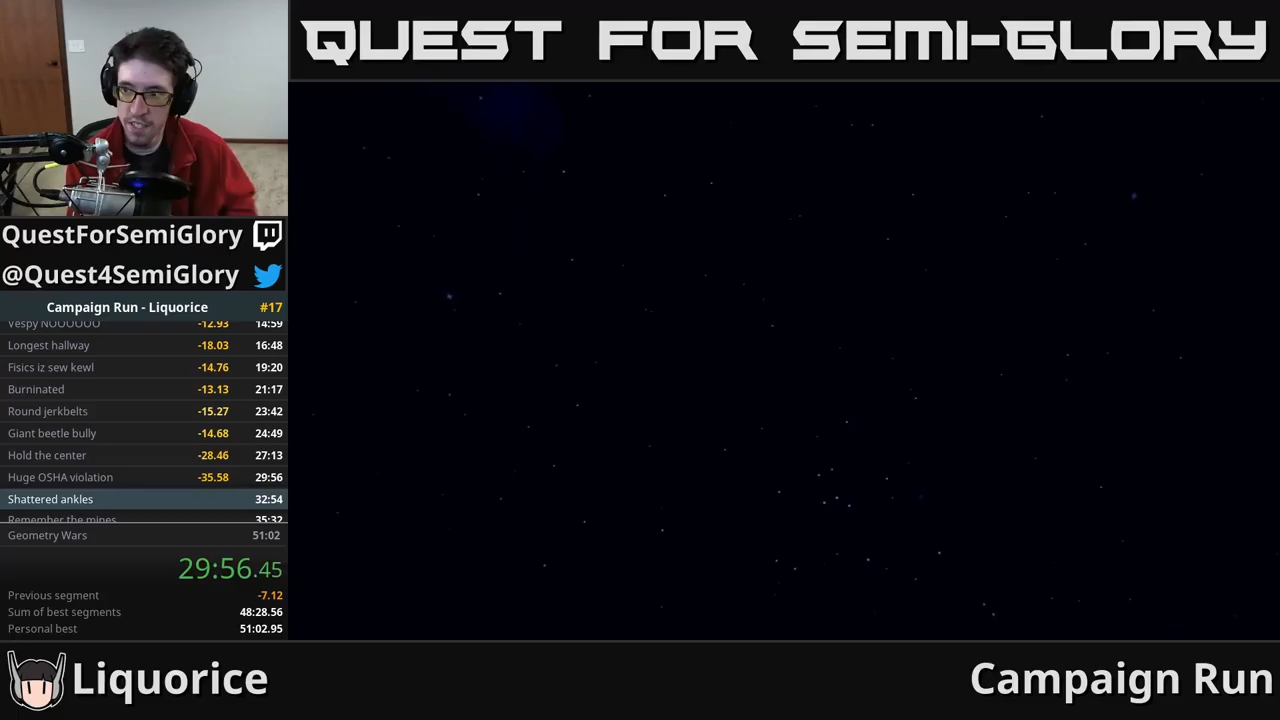 QUEST FOR SEMI-GLORY
QuestForSemiGlory
@Quest4SemiGlory
Campaign Run - Liquorice #17
Vespy NOOOOOO -12.93 14:59
Longest hallway -18.03 16:48
Fisics iz sew kewl -14.76 19:20
Burninated -13.13 21:17
Round jerkbelts -15.27 23:42
Giant beetle bully -14.68 24:49
Hold the center -28.46 27:13
Huge OSHA violation -35.58 29:56
Shattered ankles 32:54
Remember the mines 35:32
Geometry Wars 51:02
29:56.45
Previous segment -7.12
Sum of best segments 48:28.56
Personal best 51:02.95
Liquorice
Campaign Run